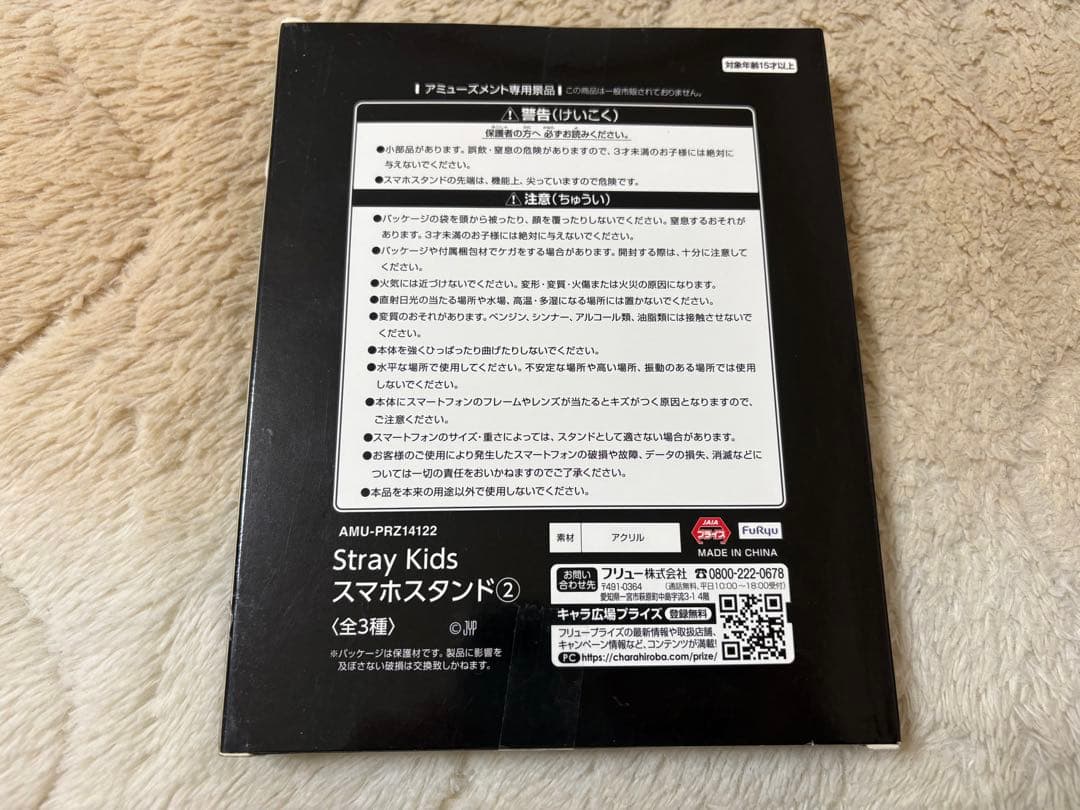 対象年齢15才以上
アミューズメント専用景品 この商品は一般市販されておりません。
警告(けいこく)
保護者の方へ 必ずお読みください。
●小部品があります。誤飲・窒息の危険がありますので、3才未満のお子様には絶対に
与えないでください。
●スマホスタンドの先端は、機能上、尖っていますので危険です。
注意(ちゅうい)
●パッケージの袋を頭から被ったり、顔を覆ったりしないでください。窒息するおそれが
あります。3才未満のお子様には絶対に与えないでください。
●パッケージや付属梱包材でケガをする場合があります。開封する際は、十分に注意して
ください。
●火気には近づけないでください。変形・変質・火傷または火災の原因になります。
●直射日光の当たる場所や水場、高温・多湿になる場所には置かないでください。
●変質のおそれがあります。ベンジン、シンナー、アルコール類、油脂類には接触させないで
ください。
●本体を強くひっぱったり曲げたりしないでください。
●水平な場所で使用してください。不安定な場所や高い場所、振動のある場所では使用
しないでください。
●本体にスマートフォンのフレームやレンズが当たるとキズがつく原因となりますので、
ご注意ください。
●スマートフォンのサイズ・重さによっては、スタンドとして適さない場合があります。
●お客様のご使用により発生したスマートフォンの破損や故障、データの損失、消滅などに
ついては一切の責任をおいかねますのでご了承ください。
●本品を本来の用途以外で使用しないでください。
AMU-PRZ14122
Stray Kids
スマホスタンド②
〈全3種〉 ©JYP
※パッケージは保護材です。製品に影響を
及ぼさない破損は交換致しかねます。
素材 アクリル
JAIA
プライズ
FuRyu
MADE IN CHINA
お問い
合わせ先
フリュー株式会社 ☎0800-222-0678
〒491-0364 (通話無料、平日10:00〜18:00受付)
愛知県一宮市萩原町中島字流3-1 4階
キャラ広場プライズ 登録無料
フリュープライズの最新情報や取扱店舗、
キャンペーン情報など、コンテンツが満載!
PC https://charahiroba.com/prize/